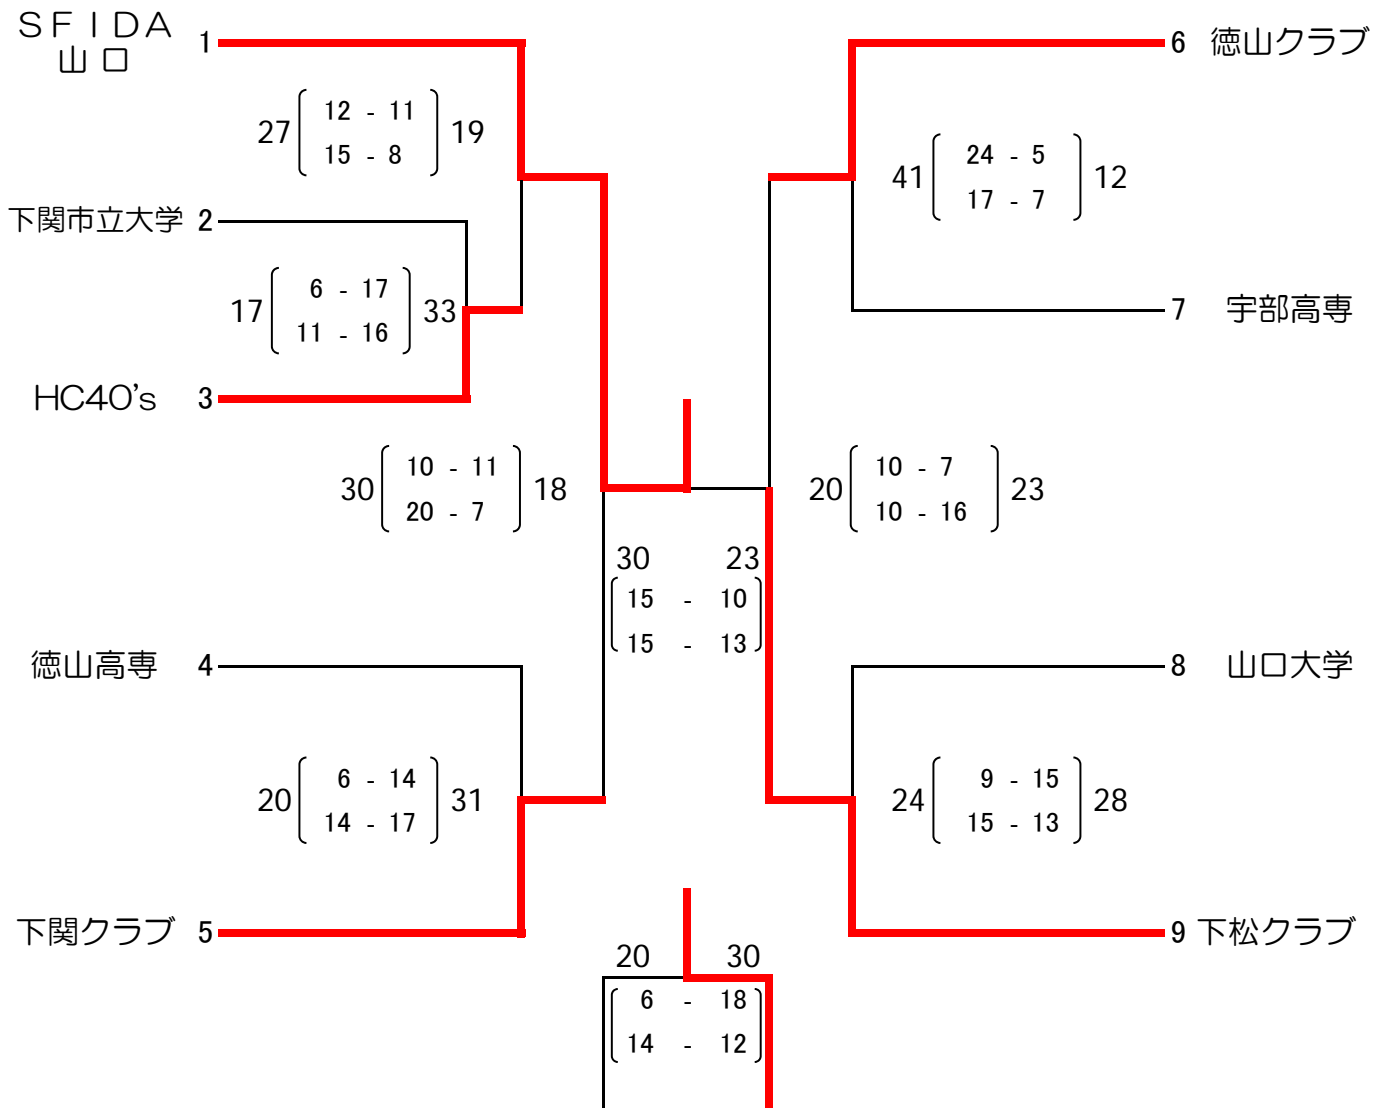 SFIDA
山口
1
27 12 - 11 19
15 - 8
下関市立大学 2
17 6 - 17 33
11 - 16
HC40's 3
30 10 - 11 18
20 - 7
徳山高専 4
20 6 - 14 31
14 - 17
下関クラブ 5
6 徳山クラブ
41 24 - 5 12
17 - 7
7 宇部高専
20 10 - 7 23
10 - 16
8 山口大学
24 9 - 15 28
15 - 13
9 下松クラブ
30 23
15 - 10
15 - 13
20 30
6 - 18
14 - 12